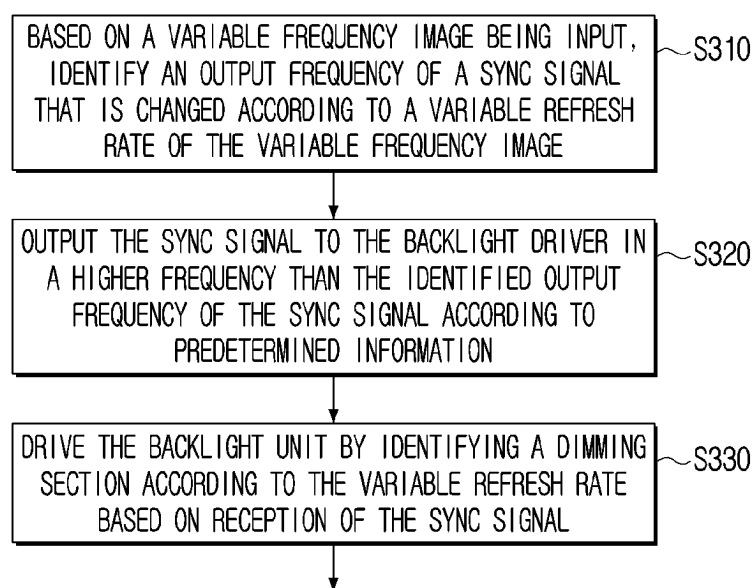 BASED ON A VARIABLE FREQUENCY IMAGE BEING INPUT,
IDENTIFY AN OUTPUT FREQUENCY OF A SYNC SIGNAL
THAT IS CHANGED ACCORDING TO A VARIABLE REFRESH
RATE OF THE VARIABLE FREQUENCY IMAGE
S310
OUTPUT THE SYNC SIGNAL TO THE BACKLIGHT DRIVER IN
A HIGHER FREQUENCY THAN THE IDENTIFIED OUTPUT
FREQUENCY OF THE SYNC SIGNAL ACCORDING TO
PREDETERMINED INFORMATION
S320
DRIVE THE BACKLIGHT UNIT BY IDENTIFYING A DIMMING
SECTION ACCORDING TO THE VARIABLE REFRESH RATE
BASED ON RECEPTION OF THE SYNC SIGNAL
S330